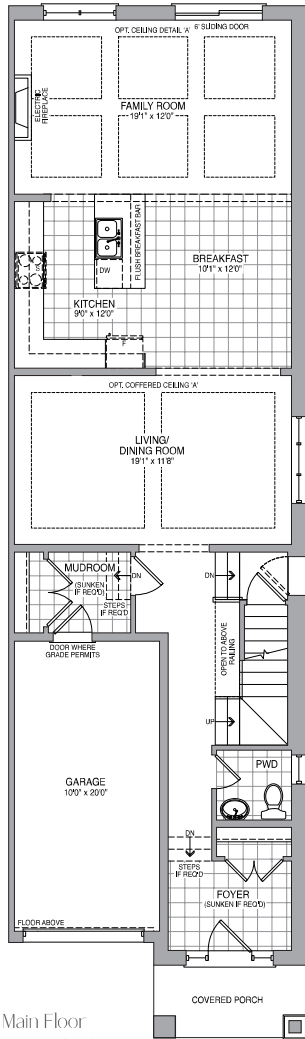 OPT. CEILING DETAIL 'A'
6' SLIDING DOOR
ELECTRIC
FIREPLACE
FAMILY ROOM
19'1" x 12'0"
FLUSH BREAKFAST BAR
DW
BREAKFAST
10'1" x 12'0"
KITCHEN
9'0" x 12'0"
F
OPT. COFFERED CEILING 'A'
LIVING/
DINING ROOM
19'1" x 11'8"
MUDROOM
(SUNKEN
IF REQ'D)
DN
STEPS
IF REQ'D
DN
DOOR WHERE
GRADE PERMITS
OPEN TO ABOVE
RAILING
UP
PWD
GARAGE
10'0" x 20'0"
DN
STEPS
IF REQ'D
FOYER
(SUNKEN IF REQ'D)
FLOOR ABOVE
COVERED PORCH
Main Floor